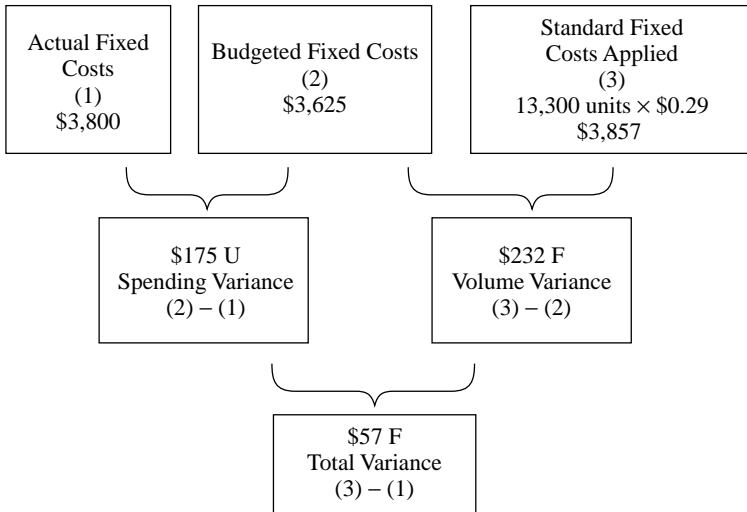 Actual Fixed
Costs
(1)
$3,800
Budgeted Fixed Costs
(2)
$3,625
Standard Fixed
Costs Applied
(3)
13,300 units × $0.29
$3,857
$175 U
Spending Variance
(2) – (1)
$232 F
Volume Variance
(3) – (2)
$57 F
Total Variance
(3) – (1)